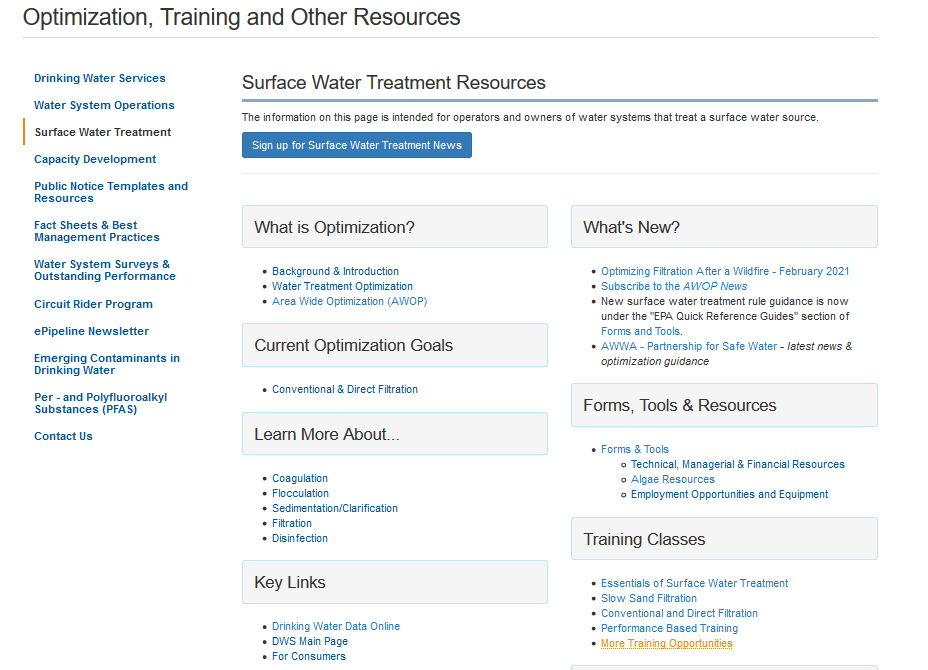 Optimization, Training and Other Resources
Drinking Water Services
Water System Operations
Surface Water Treatment
Capacity Development
Public Notice Templates and
Resources
Fact Sheets & Best
Management Practices
Water System Surveys &
Outstanding Performance
Circuit Rider Program
ePipeline Newsletter
Emerging Contaminants in
Drinking Water
Per - and Polyfluoroalkyl
Substances (PFAS)
Contact Us
Surface Water Treatment Resources
The information on this page is intended for operators and owners of water systems that treat a surface water source.
Sign up for Surface Water Treatment News
What is Optimization?
Background & Introduction
Water Treatment Optimization
Area Wide Optimization (AWOP)
Current Optimization Goals
Conventional & Direct Filtration
Learn More About...
Coagulation
Flocculation
Sedimentation/Clarification
Filtration
Disinfection
Key Links
Drinking Water Data Online
DWS Main Page
For Consumers
What's New?
Optimizing Filtration After a Wildfire - February 2021
Subscribe to the AWOP News
New surface water treatment rule guidance is now
under the "EPA Quick Reference Guides" section of
Forms and Tools.
AWWA - Partnership for Safe Water - latest news &
optimization guidance
Forms, Tools & Resources
Forms & Tools
Technical, Managerial & Financial Resources
Algae Resources
Employment Opportunities and Equipment
Training Classes
Essentials of Surface Water Treatment
Slow Sand Filtration
Conventional and Direct Filtration
Performance Based Training
More Training Opportunities